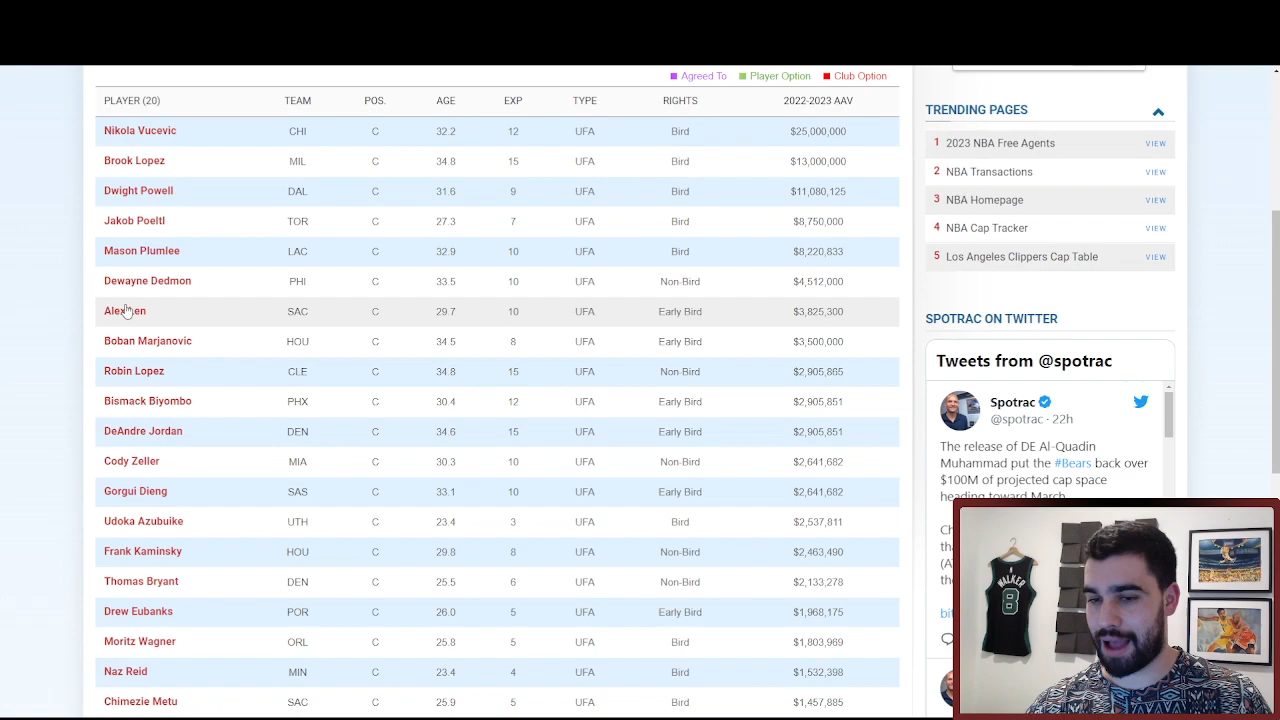 Agreed To Player Option Club Option
PLAYER (20) TEAM POS. AGE EXP TYPE RIGHTS 2022-2023 AAV
Nikola Vucevic CHI C 32.2 12 UFA Bird $25,000,000
Brook Lopez MIL C 34.8 15 UFA Bird $13,000,000
Dwight Powell DAL C 31.6 9 UFA Bird $11,080,125
Jakob Poeltl TOR C 27.3 7 UFA Bird $8,750,000
Mason Plumlee LAC C 32.9 10 UFA Bird $8,220,833
Dewayne Dedmon PHI C 33.5 10 UFA Non-Bird $4,512,000
Alex Len SAC C 29.7 10 UFA Early Bird $3,825,300
Boban Marjanovic HOU C 34.5 8 UFA Early Bird $3,500,000
Robin Lopez CLE C 34.8 15 UFA Non-Bird $2,905,865
Bismack Biyombo PHX C 30.4 12 UFA Early Bird $2,905,851
DeAndre Jordan DEN C 34.6 15 UFA Early Bird $2,905,851
Cody Zeller MIA C 30.3 10 UFA Non-Bird $2,641,682
Gorgui Dieng SAS C 33.1 10 UFA Early Bird $2,641,682
Udoka Azubuike UTH C 23.4 3 UFA Bird $2,537,811
Frank Kaminsky HOU C 29.8 8 UFA Non-Bird $2,463,490
Thomas Bryant DEN C 25.5 6 UFA Non-Bird $2,133,278
Drew Eubanks POR C 26.0 5 UFA Early Bird $1,968,175
Moritz Wagner ORL C 25.8 5 UFA Bird $1,803,969
Naz Reid MIN C 23.4 4 UFA Bird $1,532,398
Chimezie Metu SAC C 25.9 5 UFA Bird $1,457,885
TRENDING PAGES
1 2023 NBA Free Agents VIEW
2 NBA Transactions VIEW
3 NBA Homepage VIEW
4 NBA Cap Tracker VIEW
5 Los Angeles Clippers Cap Table VIEW
SPOTRAC ON TWITTER
Tweets from @spotrac
Spotrac
@spotrac · 22h
The release of DE Al-Quadin
Muhammad put the #Bears back over
$100M of projected cap space
heading toward March
WALKER
8